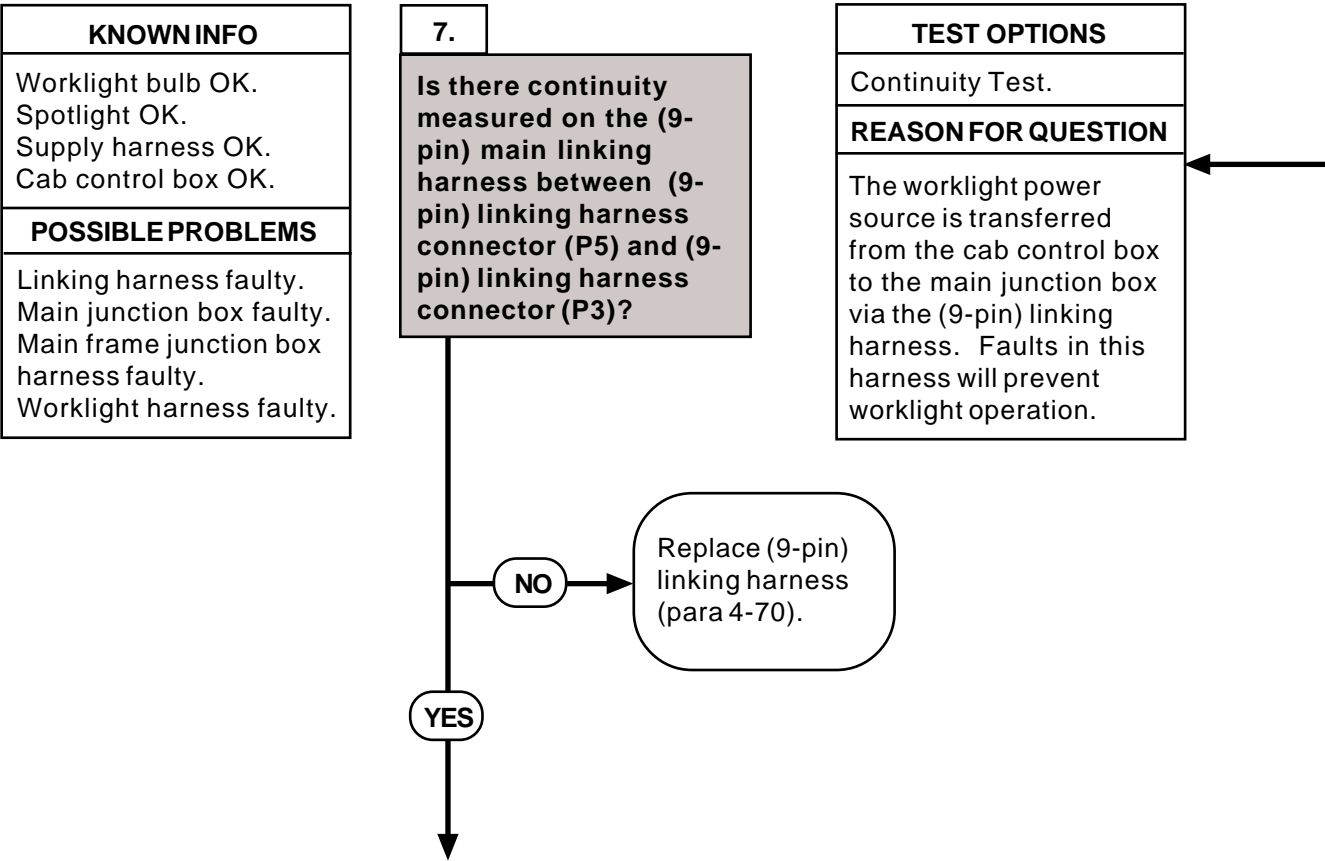 KNOWN INFO
Worklight bulb OK.
Spotlight OK.
Supply harness OK.
Cab control box OK.
POSSIBLE PROBLEMS
Linking harness faulty.
Main junction box faulty.
Main frame junction box
harness faulty.
Worklight harness faulty.
7.
Is there continuity
measured on the (9-
pin) main linking
harness between (9-
pin) linking harness
connector (P5) and (9-
pin) linking harness
connector (P3)?
TEST OPTIONS
Continuity Test.
REASON FOR QUESTION
The worklight power
source is transferred
from the cab control box
to the main junction box
via the (9-pin) linking
harness. Faults in this
harness will prevent
worklight operation.
NO
Replace (9-pin)
linking harness
(para 4-70).
YES